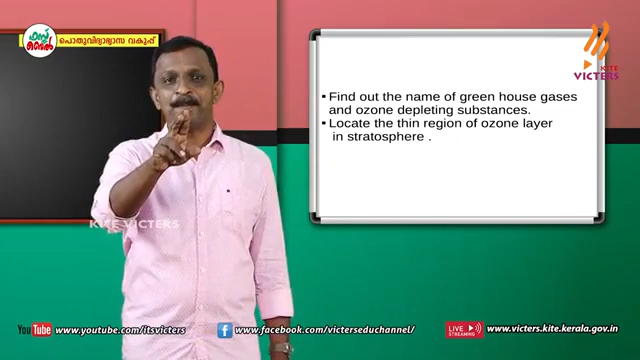 ഫസ്റ്റ്
ബെൽ
പൊതുവിദ്യാഭ്യാസ വകുപ്പ്
KITE
VICTERS
▪ Find out the name of green house gases
and ozone depleting substances.
▪ Locate the thin region of ozone layer
in stratosphere .
KITE VICTERS
YouTube www.youtube.com/itsvicters
f www.facebook.com/victerseduchannel/
LIVE
STREAMING
www.victers.kite.kerala.gov.in